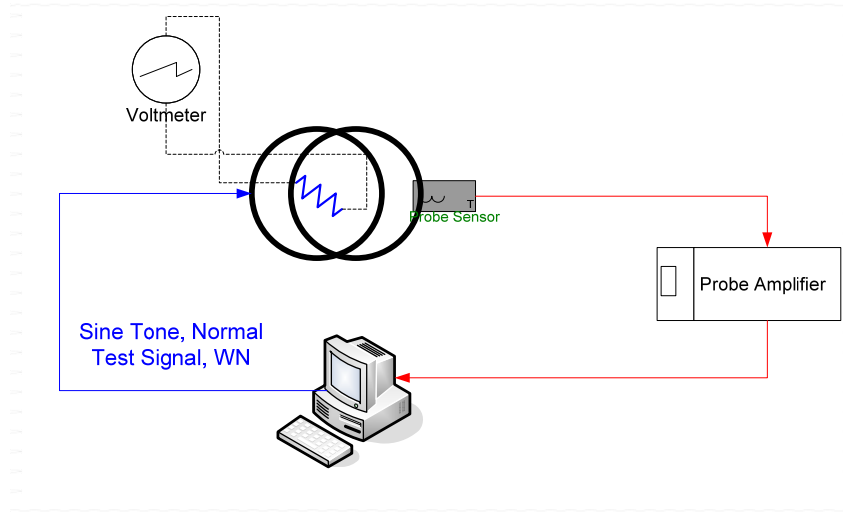 Voltmeter
T
Probe Sensor
Probe Amplifier
Sine Tone, Normal
Test Signal, WN